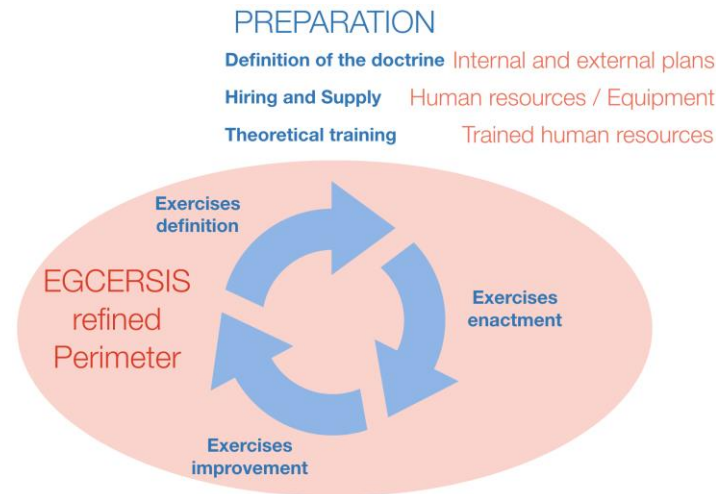 PREPARATION
Definition of the doctrine Internal and external plans
Hiring and Supply Human resources / Equipment
Theoretical training Trained human resources
Exercises
definition
EGCERSIS
refined
Perimeter
Exercises
enactment
Exercises
improvement